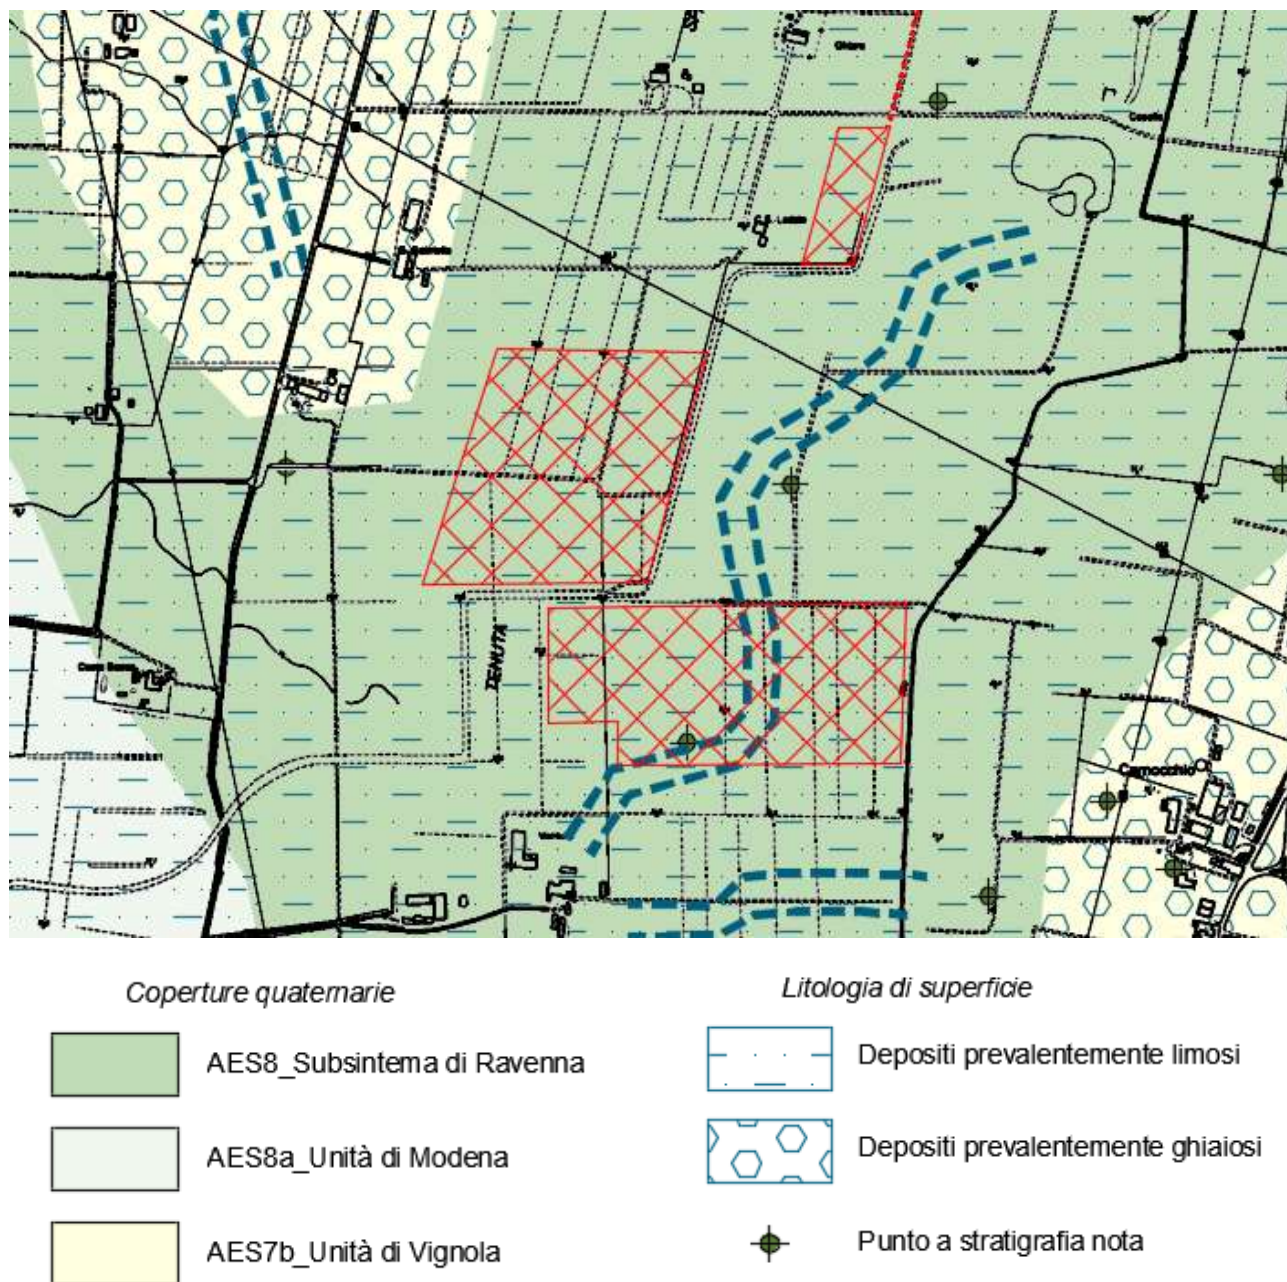 Ghiara
TENUTA
Camocchio
Coperture quaternarie
AES8_Subsintema di Ravenna
AES8a_Unità di Modena
AES7b_Unità di Vignola
Litologia di superficie
Depositi prevalentemente limosi
Depositi prevalentemente ghiaiosi
Punto a stratigrafia nota